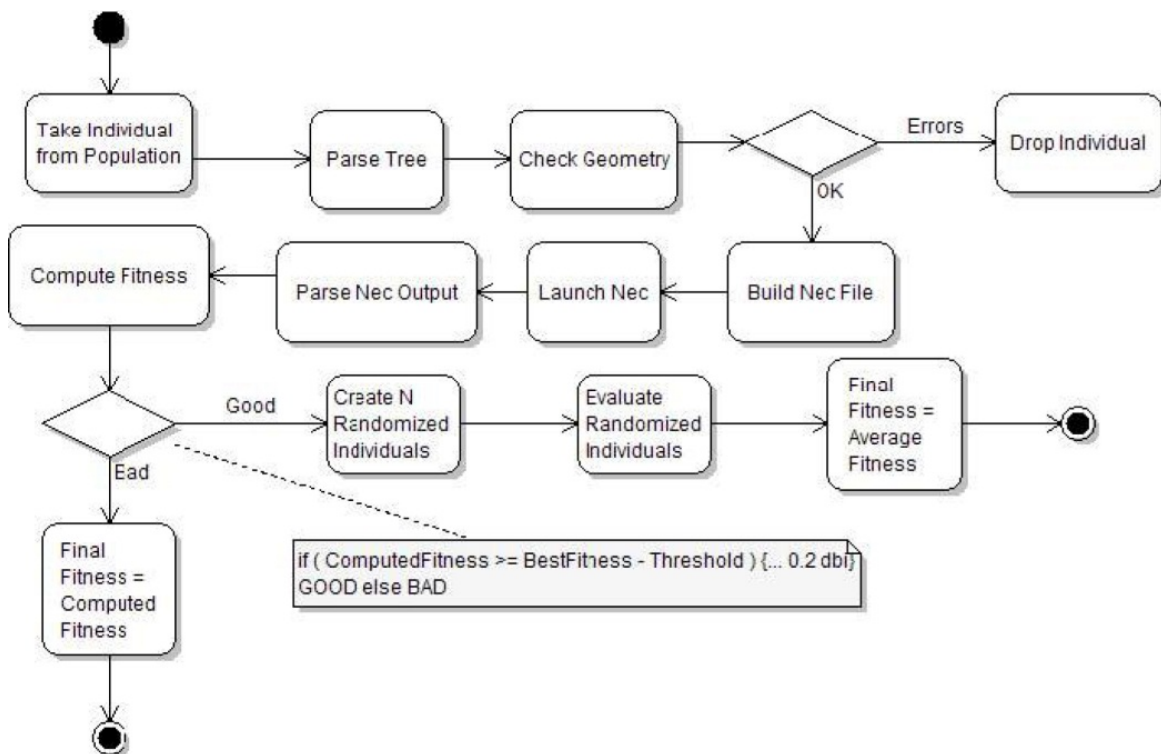 Take Individual
from Population
Parse Tree
Check Geometry
Errors
Drop Individual
OK
Compute Fitness
Parse Nec Output
Launch Nec
Build Nec File
Good
Create N
Randomized
Individuals
Evaluate
Randomized
Individuals
Final
Fitness =
Average
Fitness
Ead
Final
Fitness =
Computed
Fitness
if ( ComputedFitness >= BestFitness - Threshold ) {... 0.2 dbi}
GOOD else BAD